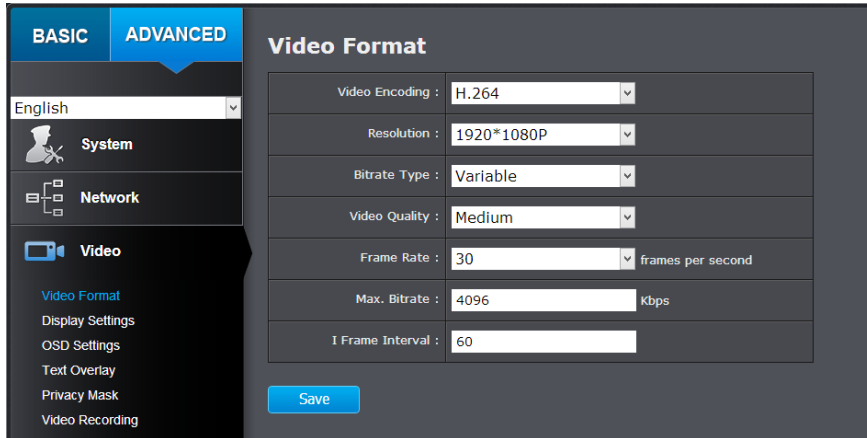 BASIC
ADVANCED
English
System
Network
Video
Video Format
Display Settings
OSD Settings
Text Overlay
Privacy Mask
Video Recording
Video Format
Video Encoding : H.264
Resolution : 1920*1080P
Bitrate Type : Variable
Video Quality : Medium
Frame Rate : 30 frames per second
Max. Bitrate : 4096 Kbps
I Frame Interval : 60
Save